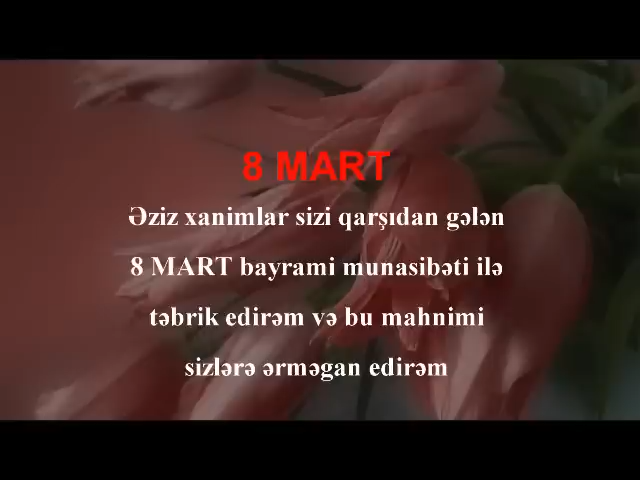 8 MART
Əziz xanimlar sizi qarşıdan gələn
8 MART bayrami munasibəti ilə
təbrik edirəm və bu mahnimi
sizlərə ərməgan edirəm